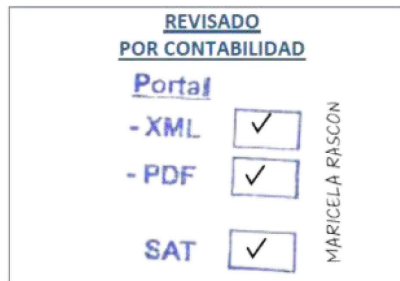 REVISADO
POR CONTABILIDAD
Portal
- XML ✓
- PDF ✓
SAT ✓
MARICELA RASCON